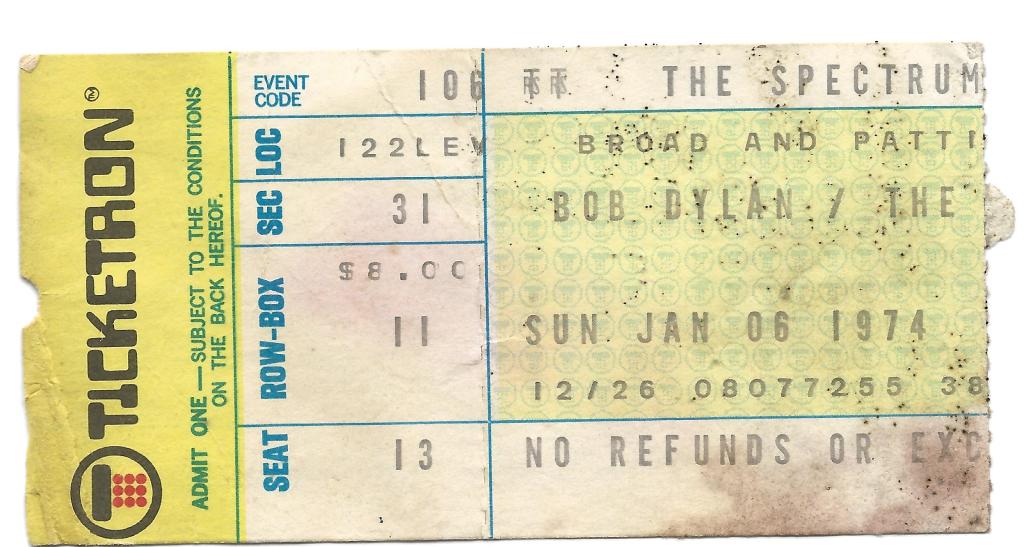 TICKETRON™
ADMIT ONE — SUBJECT TO THE CONDITIONS
ON THE BACK HEREOF.
EVENT CODE 106 TT THE SPECTRUM
LOC 122LEV BROAD AND PATTI
SEC 31 BOB DYLAN / THE
$8.00
ROW-BOX 11 SUN JAN 06 1974
12/26 08077255 38
SEAT 13 NO REFUNDS OR EXC